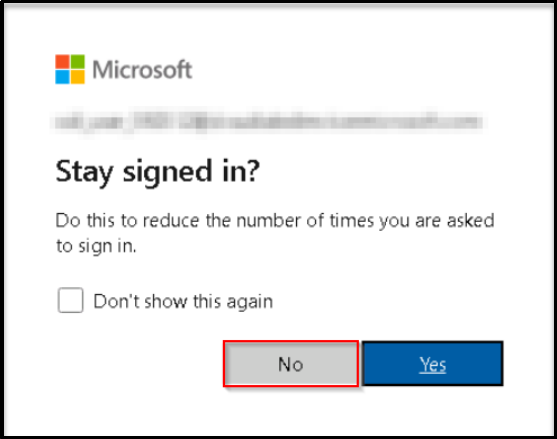 Microsoft
Stay signed in?
Do this to reduce the number of times you are asked
to sign in.
Don't show this again
No
Yes